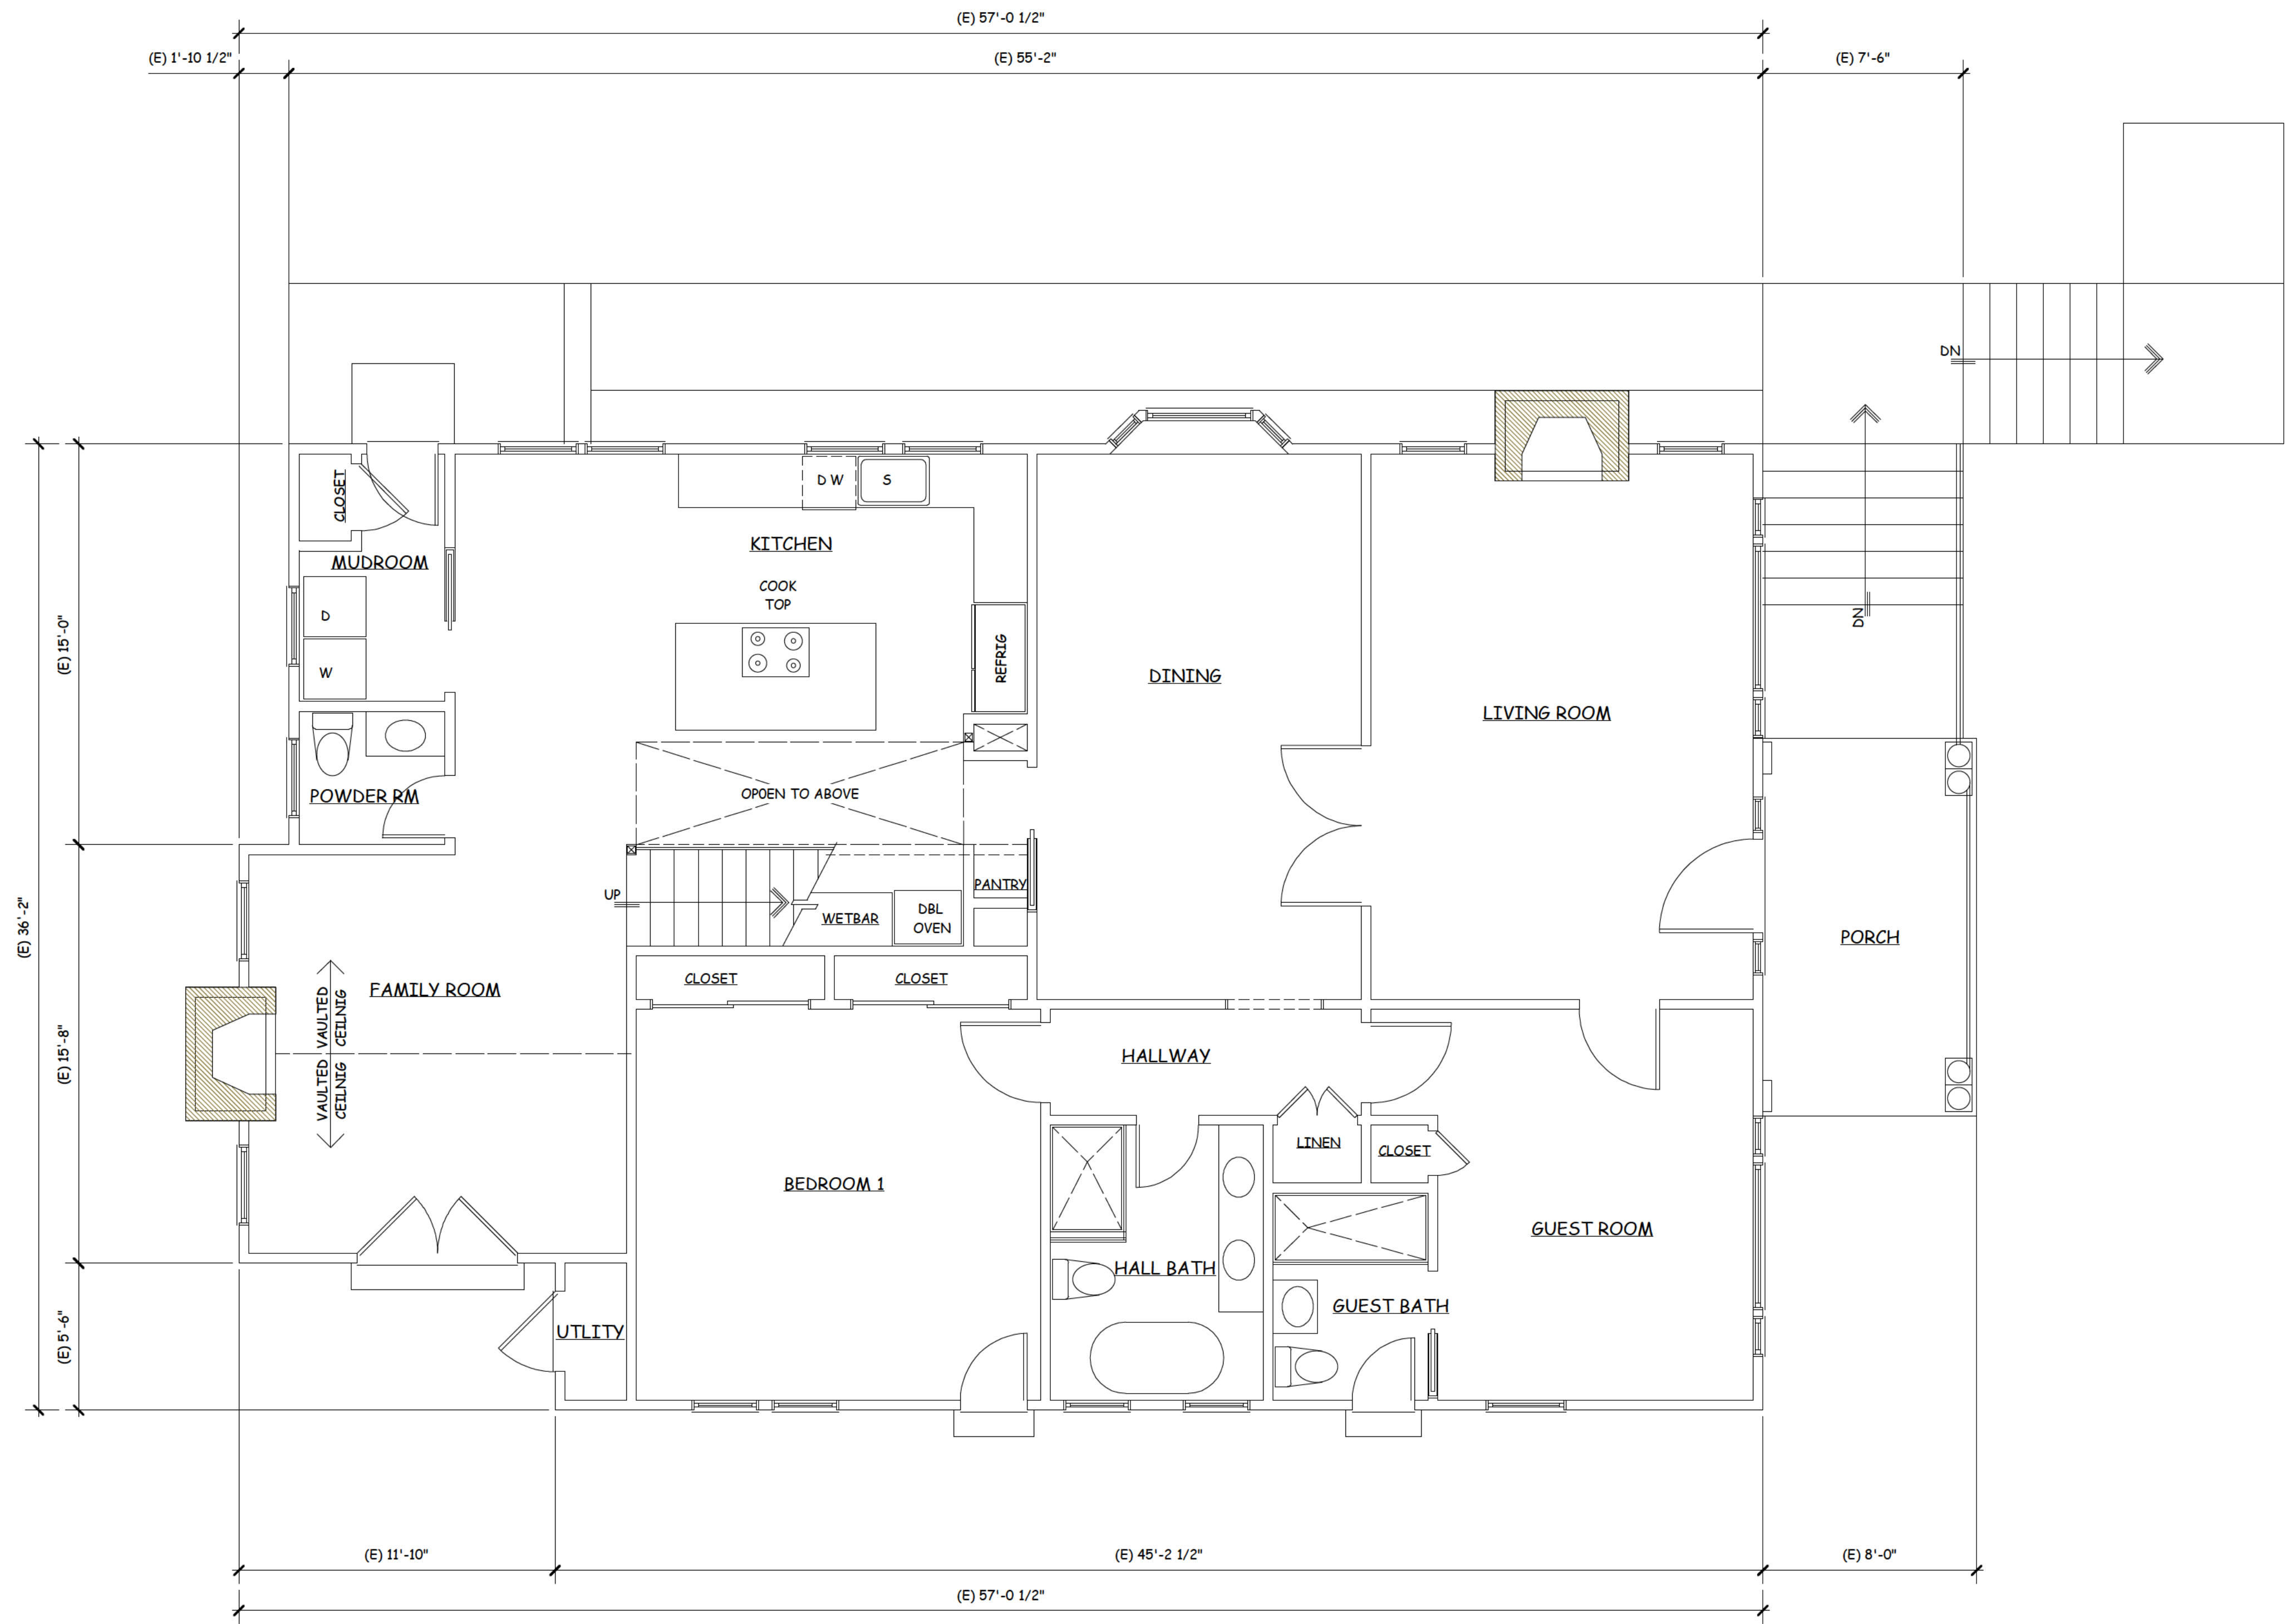 (E) 57'-0 1/2"
(E) 1'-10 1/2"
(E) 55'-2"
(E) 7'-6"
DN
CLOSET
D W
S
KITCHEN
MUDROOM
COOK
TOP
D
DN
(E) 15'-0"
REFRIG
W
DINING
LIVING ROOM
POWDER RM
OPOEN TO ABOVE
UP
PANTRY
WETBAR
DBL
OVEN
(E) 36'-2"
PORCH
CLOSET
CLOSET
FAMILY ROOM
VAULTED
CEILNIG
VAULTED
CEILNIG
(E) 15'-8"
HALLWAY
LINEN
CLOSET
BEDROOM 1
GUEST ROOM
HALL BATH
GUEST BATH
UTLITY
(E) 5'-6"
(E) 11'-10"
(E) 45'-2 1/2"
(E) 8'-0"
(E) 57'-0 1/2"